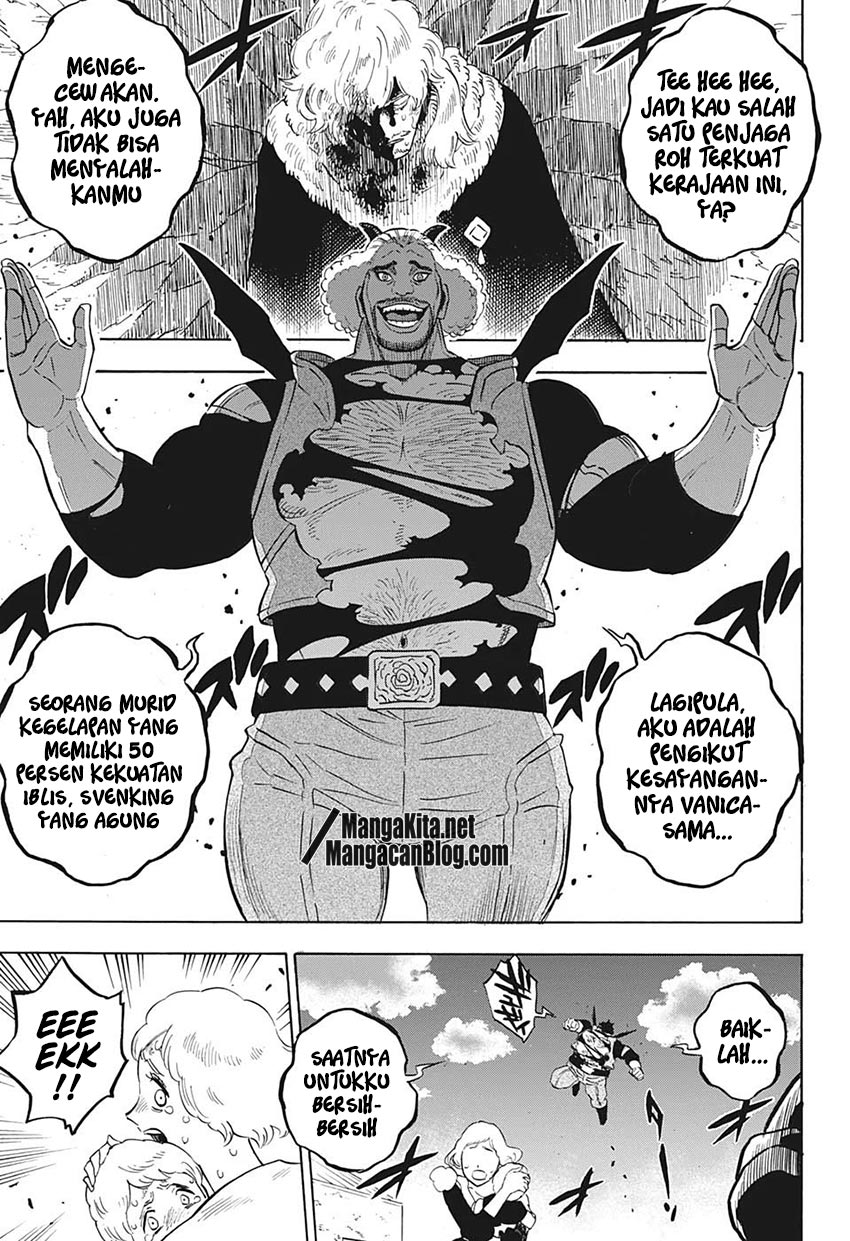 TEE HEE HEE,
JADI KAU SALAH
SATU PENJAGA
ROH TERKUAT
KERAJAAN INI,
YA?
MENGE-
CEWAKAN.
YAH, AKU JUGA
TIDAK BISA
MENYALAH-
KANMU
LAGIPULA,
AKU ADALAH
PENGIKUT
KESAYANGAN-
NYA VANICA-
SAMA...
SEORANG MURID
KEGELAPAN YANG
MEMILIKI 50
PERSEN KEKUATAN
IBLIS, SVENKING
YANG AGUNG
MangaKita.net
MangacanBlog.com
BAIK-
LAH...
SAATNYA
UNTUKKU
BERSIH-
BERSIH
EEE
EKK
!!